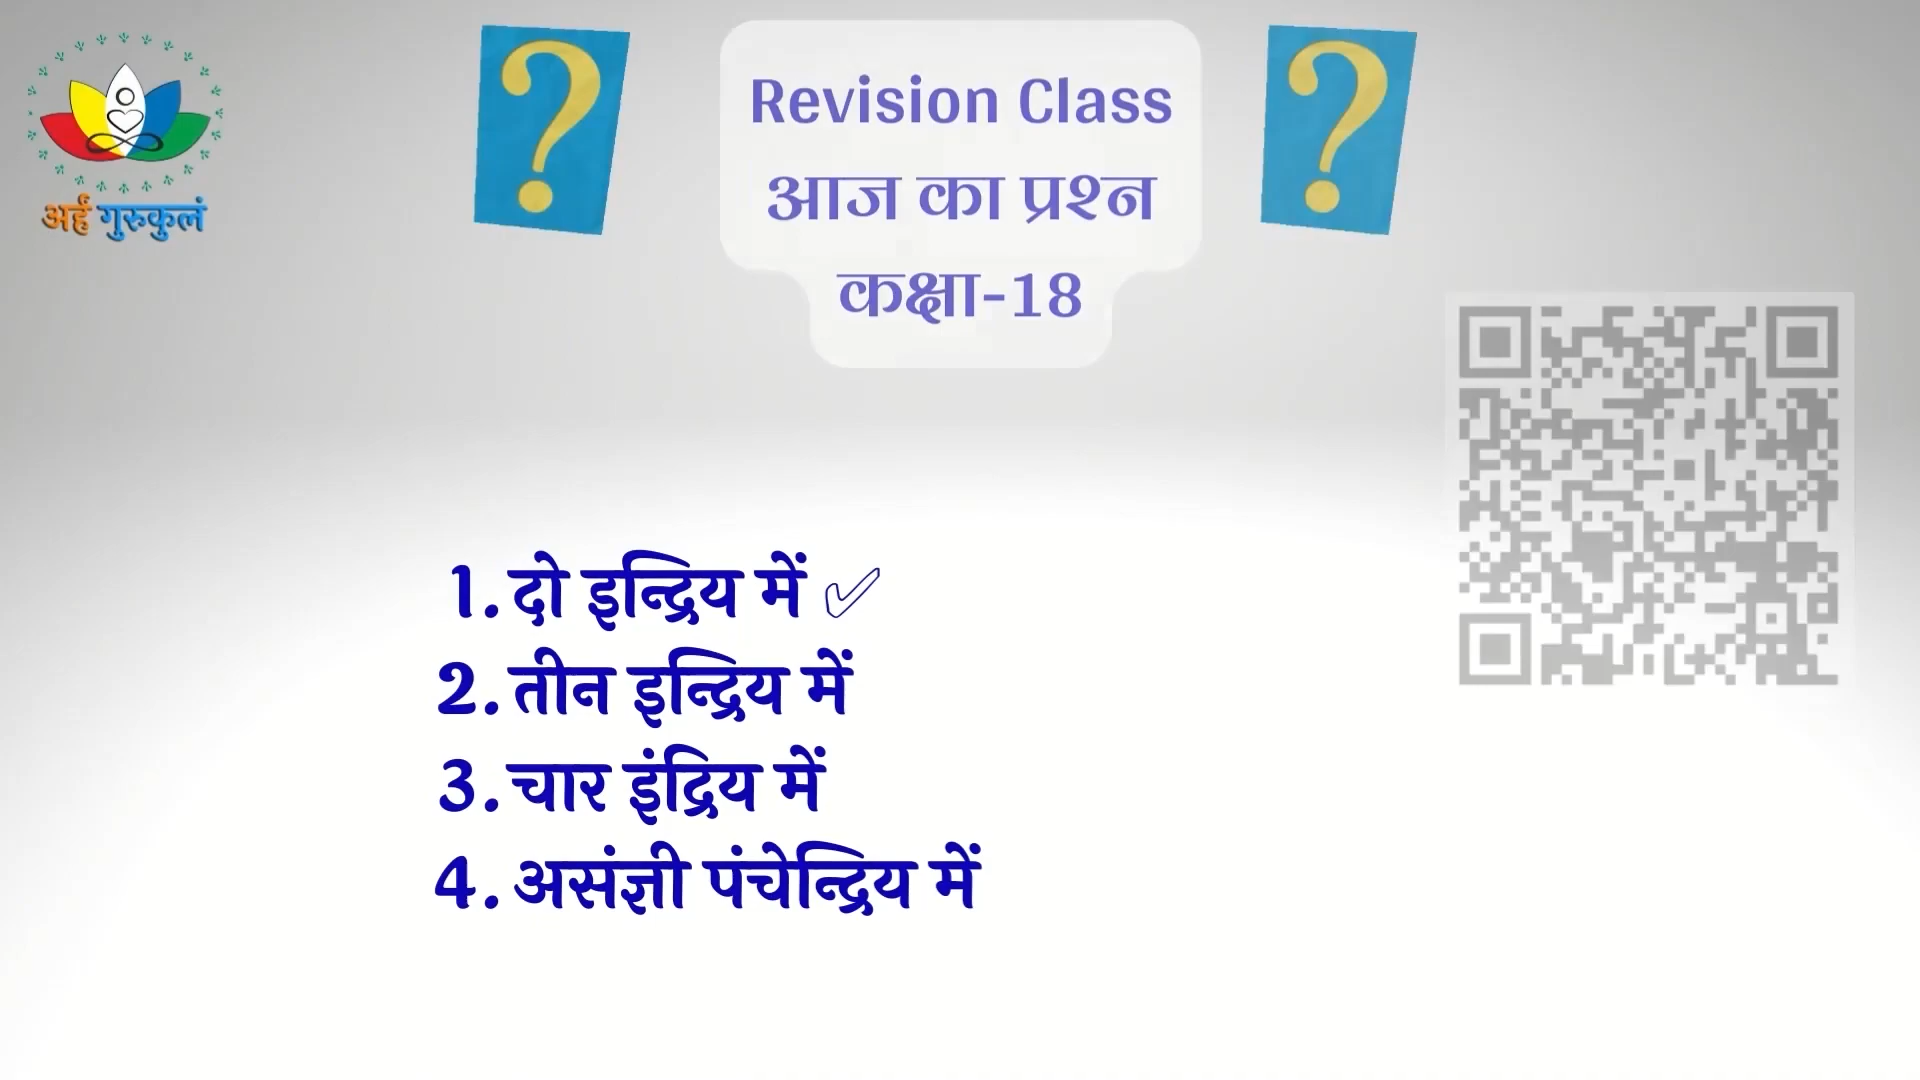 अर्हं गुरुकुलं
Revision Class
आज का प्रश्न
कक्षा-18
1. दो इन्द्रिय में ✓
2. तीन इन्द्रिय में
3. चार इंद्रिय में
4. असंज्ञी पंचेन्द्रिय में